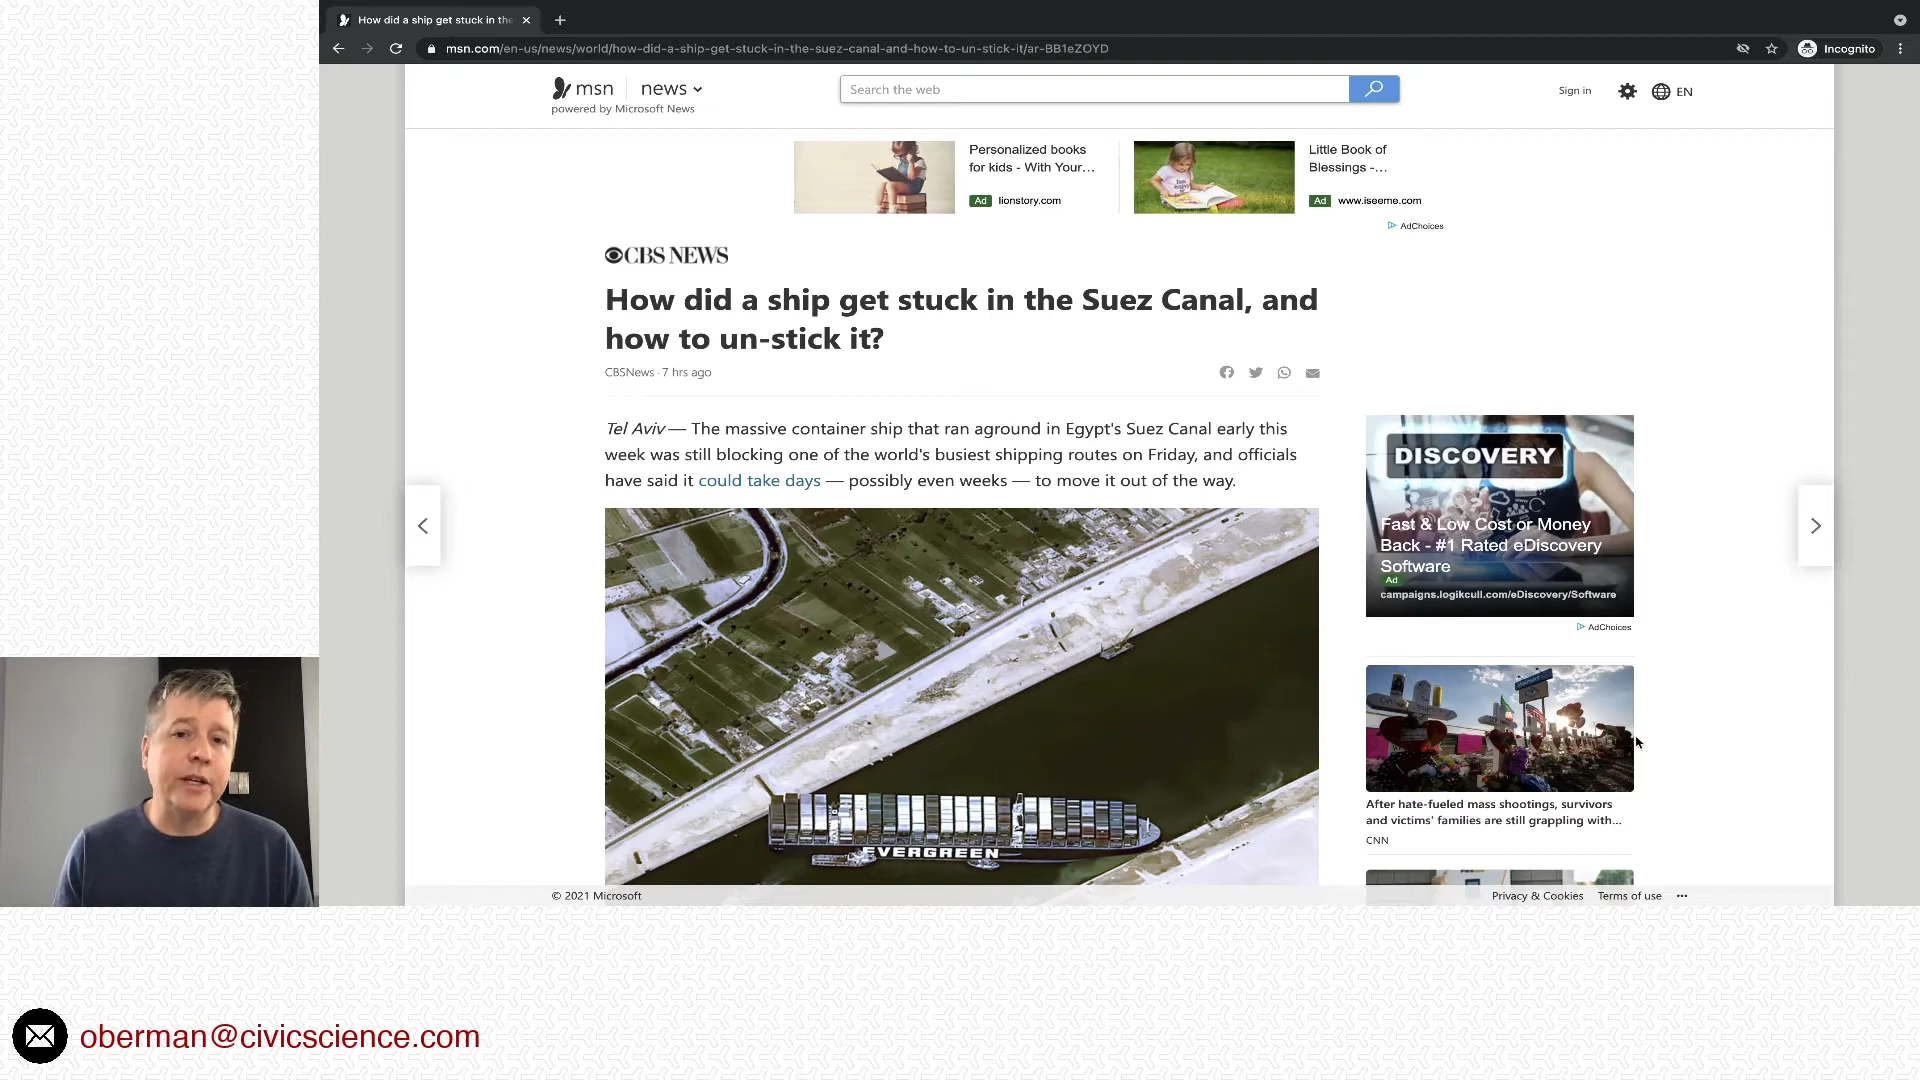 How did a ship get stuck in the
msn.com/en-us/news/world/how-did-a-ship-get-stuck-in-the-suez-canal-and-how-to-un-stick-it/ar-BB1eZOYD
Incognito
msn news
powered by Microsoft News
Search the web
Sign in
EN
Personalized books
for kids - With Your...
Ad lionstory.com
Little Book of
Blessings -...
Ad www.iseeme.com
AdChoices
CBS NEWS
How did a ship get stuck in the Suez Canal, and
how to un-stick it?
CBSNews · 7 hrs ago
Tel Aviv — The massive container ship that ran aground in Egypt's Suez Canal early this
week was still blocking one of the world's busiest shipping routes on Friday, and officials
have said it could take days — possibly even weeks — to move it out of the way.
EVERGREEN
DISCOVERY
Fast & Low Cost or Money
Back - #1 Rated eDiscovery
Software
Ad
campaigns.logikcull.com/eDiscovery/Software
AdChoices
Walmart
After hate-fueled mass shootings, survivors
and victims' families are still grappling with...
CNN
© 2021 Microsoft
Privacy & Cookies
Terms of use
oberman@civicscience.com